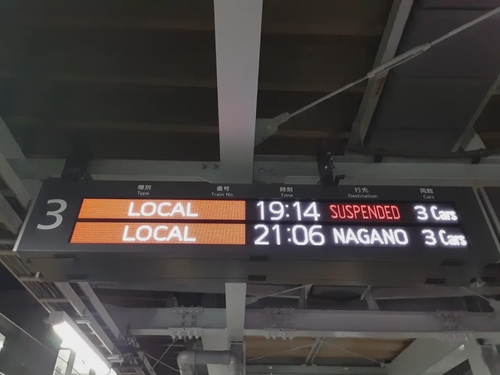 3
種別 番号 時刻 行先 両数
Type Train No. Time Destination Cars
LOCAL 19:14 SUSPENDED 3 Cars
LOCAL 21:06 NAGANO 3 Cars